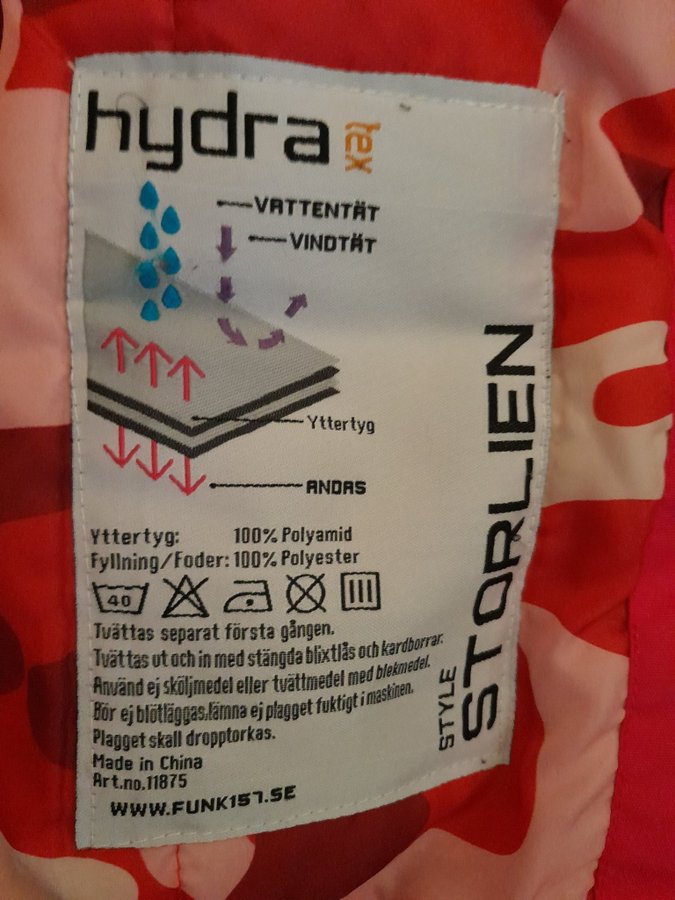 hydra tex
VATTENTÄT
VINDTÄT
Yttertyg
ANDAS
Yttertyg: 100% Polyamid
Fyllning/Foder: 100% Polyester
40
Tvättas separat första gången.
Tvättas ut och in med stängda blixtlås och kardborrar.
Använd ej sköljmedel eller tvättmedel med blekmedel.
Bör ej blötläggas,lämna ej plagget fuktigt i maskinen.
Plagget skall dropptorkas.
Made in China
Art.no.11875
WWW.FUNK157.SE
STYLE
STORLIEN